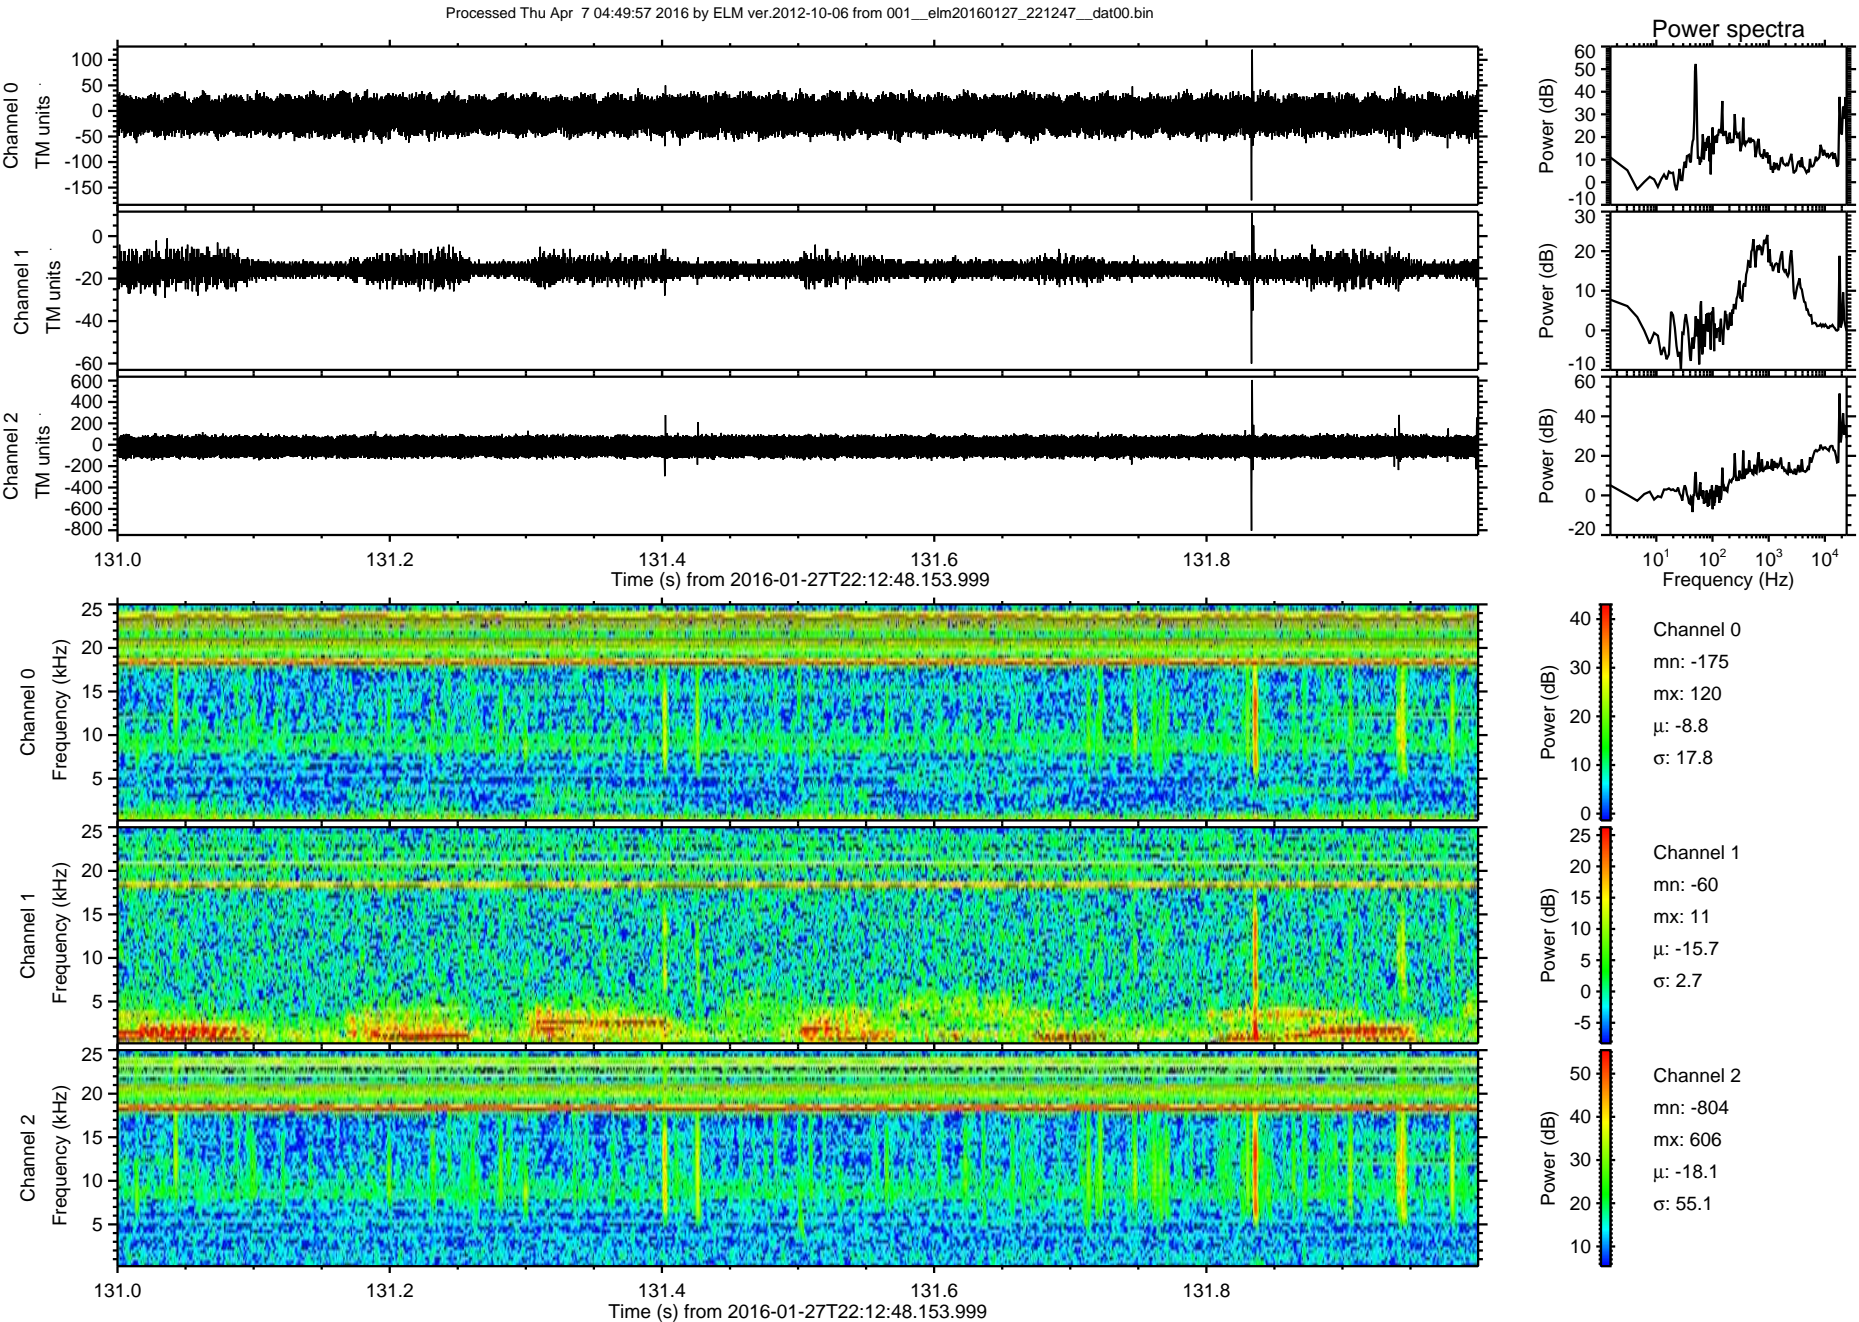 Processed Thu Apr  7 04:49:57 2016 by ELM ver.2012-10-06 from 001__elm20160127_221247__dat00.bin
Power spectra
Channel 0
TM units
100
50
0
-50
-100
-150
Power (dB)
60
50
40
30
20
10
0
-10
Channel 1
TM units
0
-20
-40
-60
Power (dB)
30
20
10
0
-10
Channel 2
TM units
600
400
200
0
-200
-400
-600
-800
Power (dB)
60
40
20
0
-20
131.0 131.2 131.4 131.6 131.8
Time (s) from 2016-01-27T22:12:48.153.999
10¹ 10² 10³ 10⁴
Frequency (Hz)
Channel 0
Frequency (kHz)
25
20
15
10
5
Power (dB)
40
30
20
10
0
Channel 0
mn: -175
mx: 120
µ: -8.8
σ: 17.8
Channel 1
Frequency (kHz)
25
20
15
10
5
Power (dB)
25
20
15
10
5
0
-5
Channel 1
mn: -60
mx: 11
µ: -15.7
σ: 2.7
Channel 2
Frequency (kHz)
25
20
15
10
5
Power (dB)
50
40
30
20
10
Channel 2
mn: -804
mx: 606
µ: -18.1
σ: 55.1
131.0 131.2 131.4 131.6 131.8
Time (s) from 2016-01-27T22:12:48.153.999